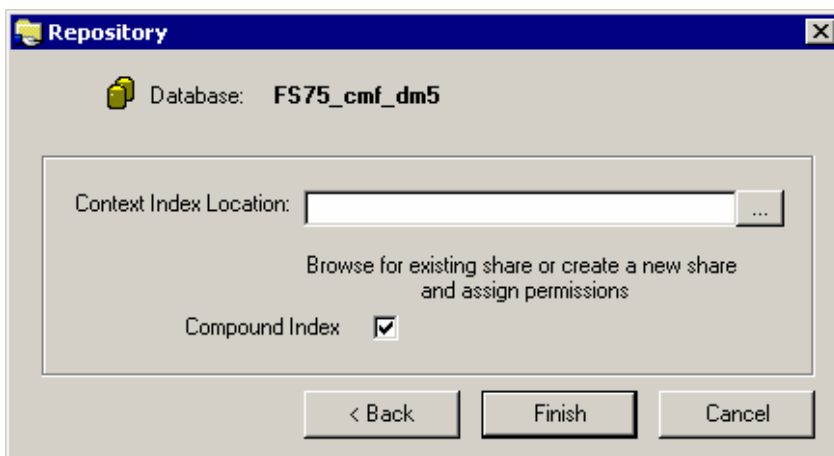 Repository
Database: FS75_cmf_dm5
Context Index Location:
...
Browse for existing share or create a new share
and assign permissions
Compound Index
< Back Finish Cancel